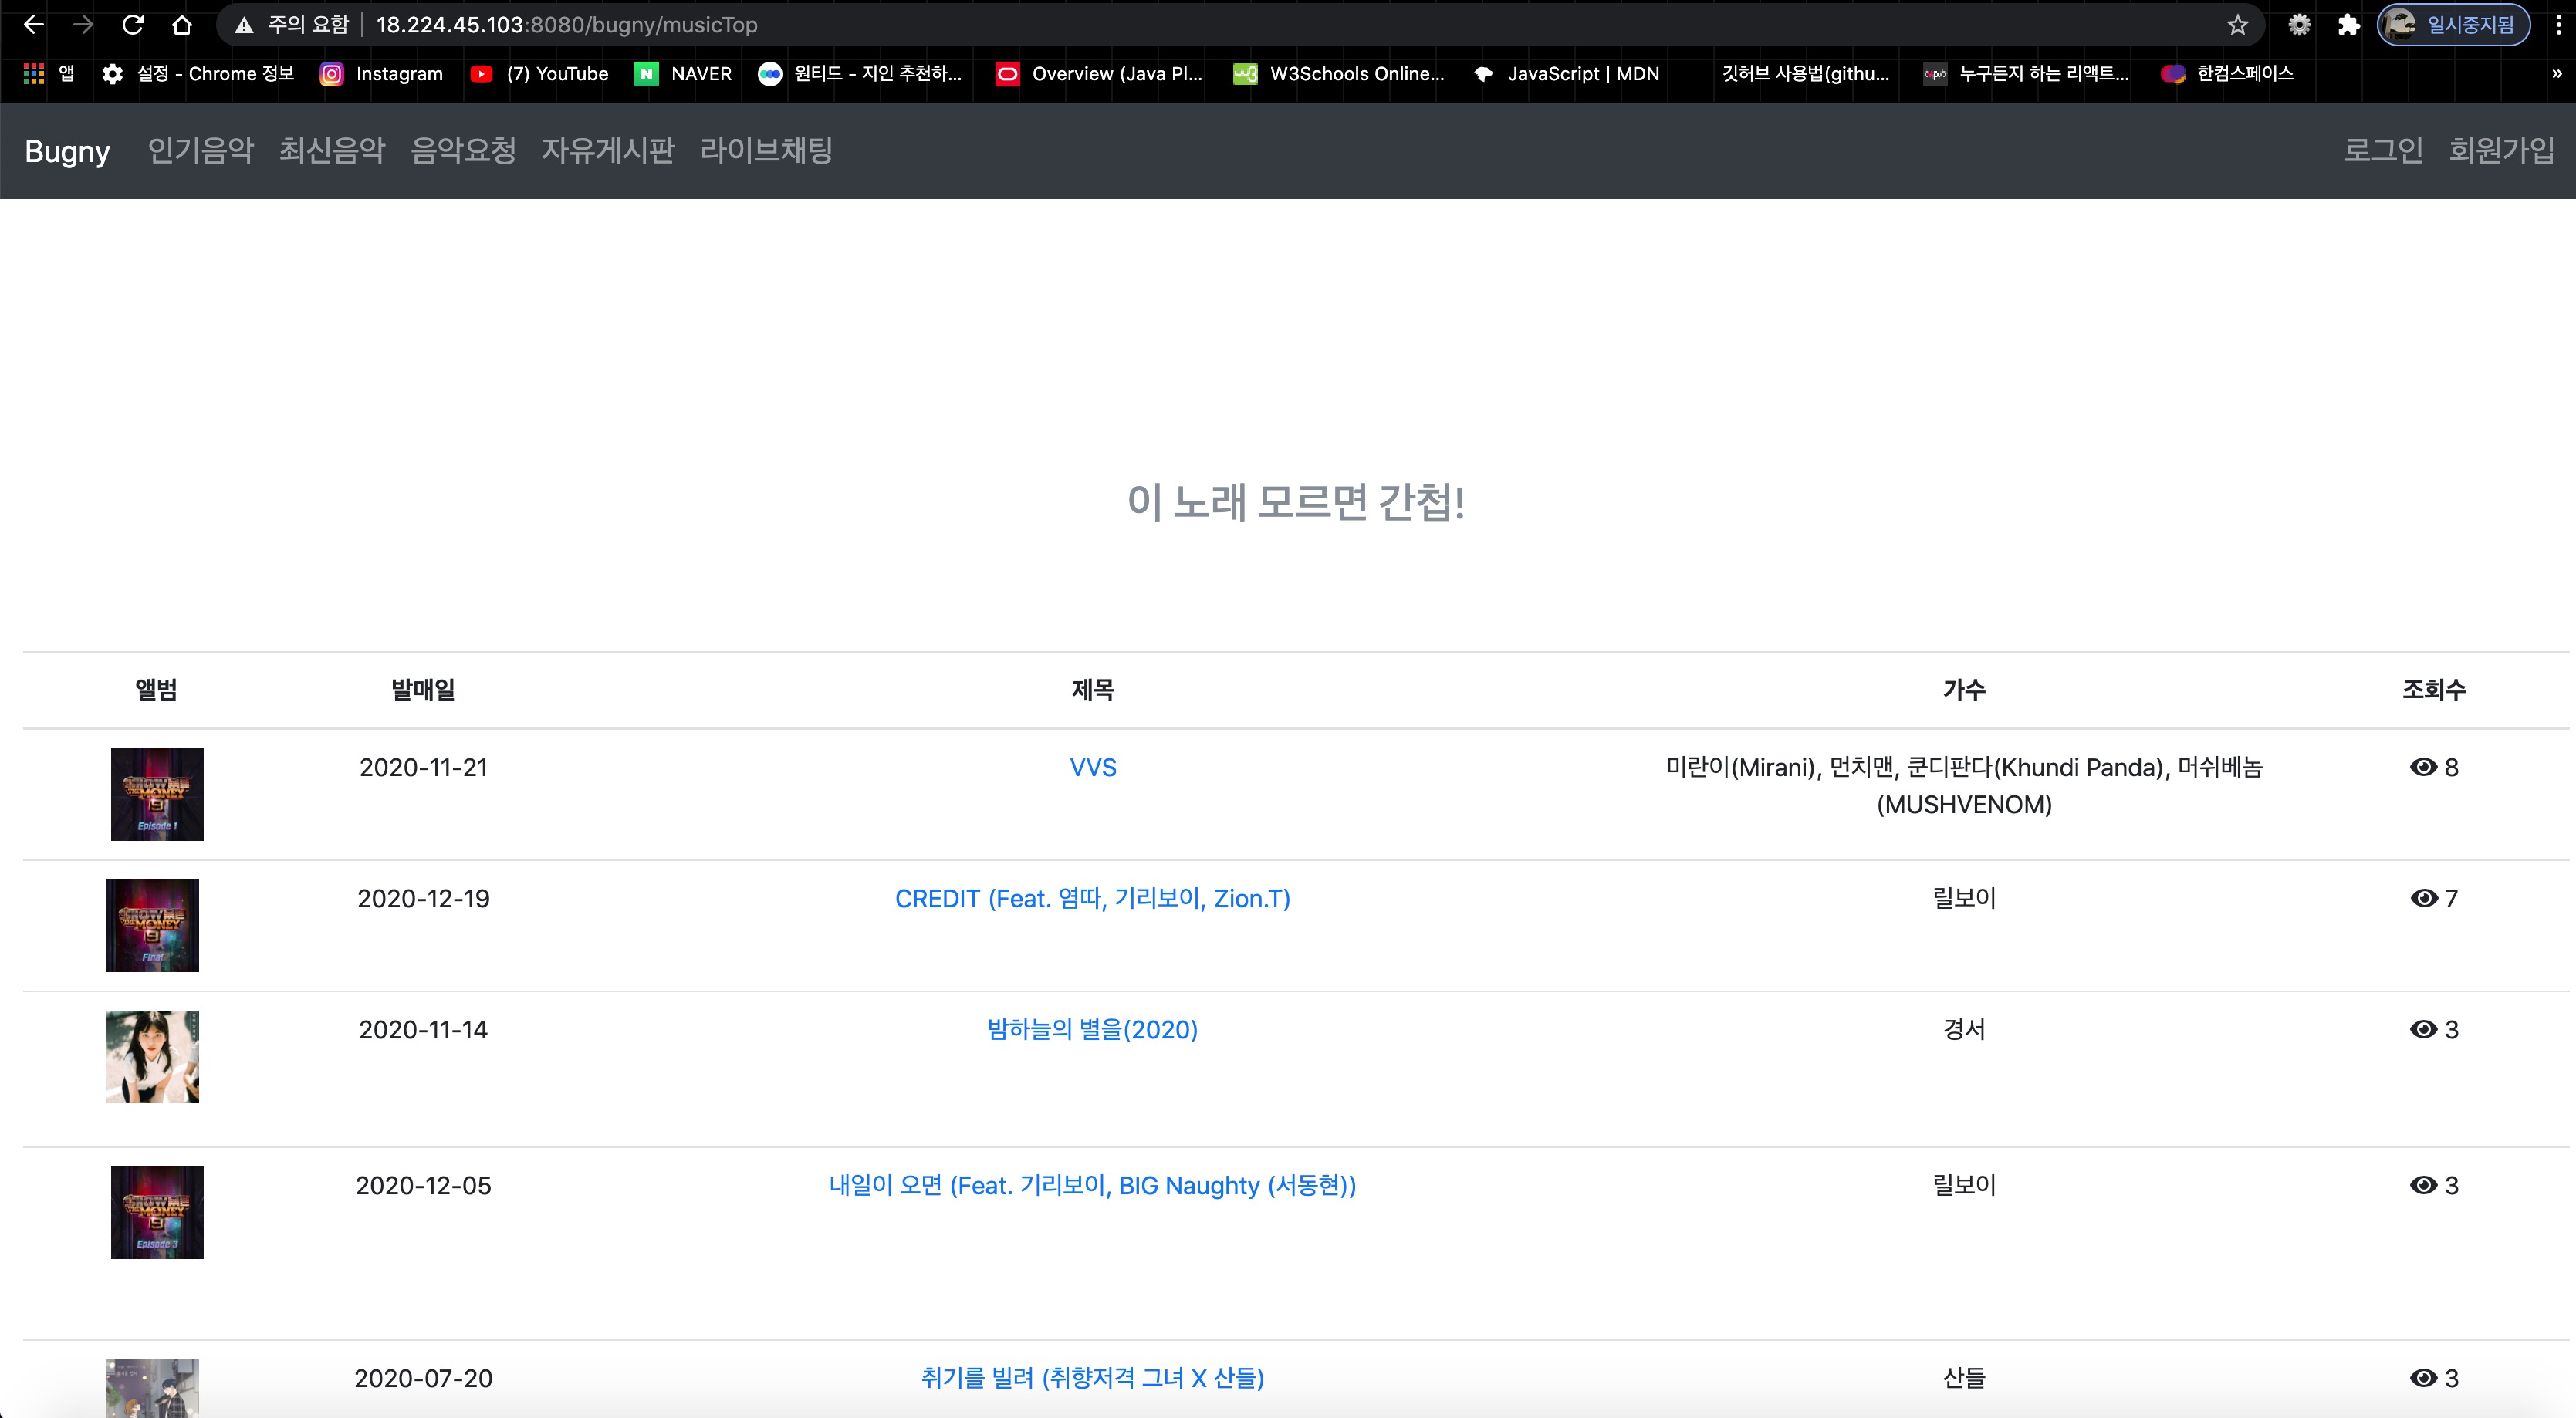 주의 요함 18.224.45.103:8080/bugny/musicTop 일시중지됨
앱 설정 - Chrome 정보 Instagram (7) YouTube NAVER 원티드 - 지인 추천하... Overview (Java Pl... W3Schools Online... JavaScript | MDN 깃허브 사용법(githu... 누구든지 하는 리액트... 한컴스페이스 »
Bugny 인기음악 최신음악 음악요청 자유게시판 라이브채팅 로그인 회원가입
이 노래 모르면 간첩!
앨범 발매일 제목 가수 조회수
SHOW ME THE MONEY 9 Episode 1
2020-11-21 VVS 미란이(Mirani), 먼치맨, 쿤디판다(Khundi Panda), 머쉬베놈
(MUSHVENOM) 8
SHOW ME THE MONEY 9 Final
2020-12-19 CREDIT (Feat. 염따, 기리보이, Zion.T) 릴보이 7
2020-11-14 밤하늘의 별을(2020) 경서 3
SHOW ME THE MONEY 9 Episode 3
2020-12-05 내일이 오면 (Feat. 기리보이, BIG Naughty (서동현)) 릴보이 3
2020-07-20 취기를 빌려 (취향저격 그녀 X 산들) 산들 3